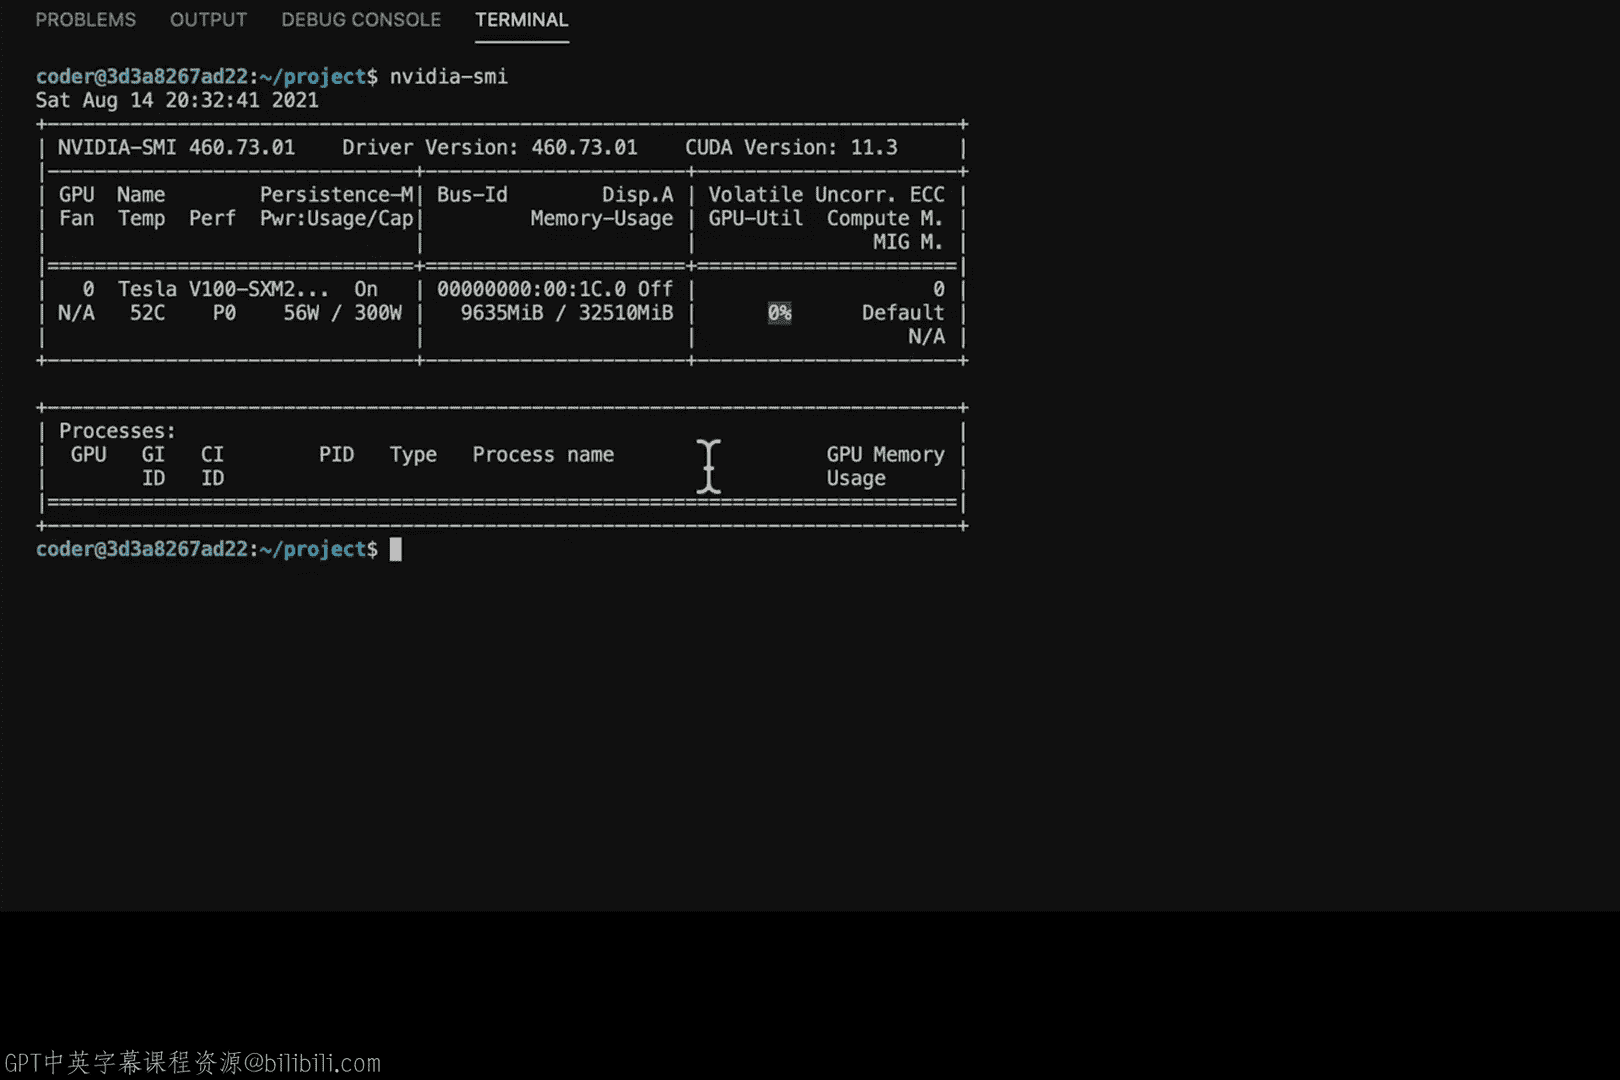 PROBLEMS OUTPUT DEBUG CONSOLE TERMINAL
coder@3d3a8267ad22:~/project$ nvidia-smi
Sat Aug 14 20:32:41 2021
+-----------------------------------------------------------------------------+
| NVIDIA-SMI 460.73.01    Driver Version: 460.73.01    CUDA Version: 11.3     |
|-------------------------------+----------------------+----------------------+
| GPU  Name        Persistence-M| Bus-Id        Disp.A | Volatile Uncorr. ECC |
| Fan  Temp  Perf  Pwr:Usage/Cap|         Memory-Usage | GPU-Util  Compute M. |
|                               |                      |               MIG M. |
|===============================+======================+======================|
|   0  Tesla V100-SXM2...  On   | 00000000:00:1C.0 Off |                    0 |
| N/A   52C    P0    56W / 300W |   9635MiB / 32510MiB |      0%      Default |
|                               |                      |                  N/A |
+-------------------------------+----------------------+----------------------+
+-----------------------------------------------------------------------------+
| Processes:                                                                  |
|  GPU   GI   CI        PID   Type   Process name                  GPU Memory |
|        ID   ID                                                   Usage      |
|=============================================================================|
+-----------------------------------------------------------------------------+
coder@3d3a8267ad22:~/project$
GPT中英字幕课程资源@bilibili.com